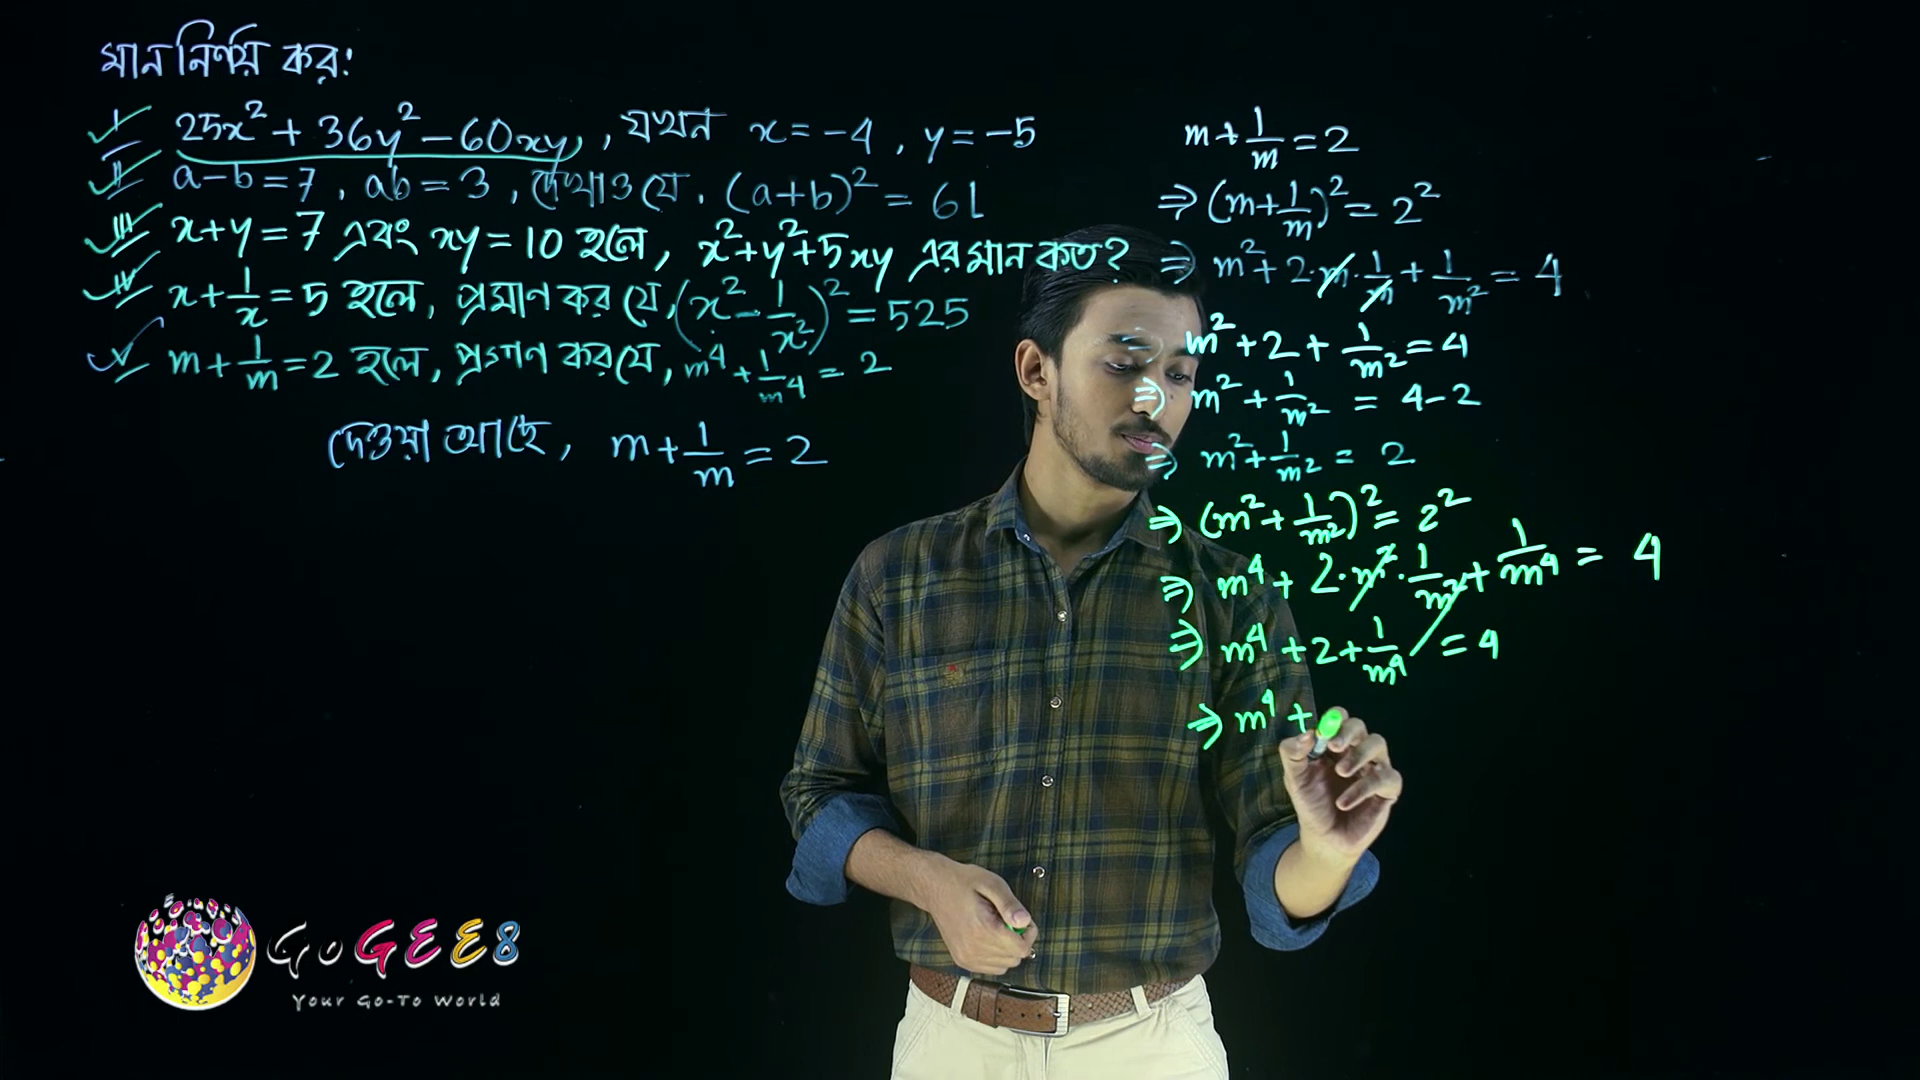 মান নির্ণয় কর:
I 25x² + 36y² - 60xy, যখন x = -4, y = -5
II a-b = 7, ab = 3, দেখাও যে, (a+b)² = 61
III x+y = 7 এবং xy = 10 হলে, x²+y²+5xy এর মান কত?
IV x + 1/x = 5 হলে, প্রমাণ কর যে, (x² - 1/x²)² = 525
V m + 1/m = 2 হলে, প্রমাণ কর যে, m⁴ + 1/m⁴ = 2
দেওয়া আছে, m + 1/m = 2
m + 1/m = 2
⇒ (m + 1/m)² = 2²
⇒ m² + 2·m·1/m + 1/m² = 4
⇒ m² + 2 + 1/m² = 4
⇒ m² + 1/m² = 4-2
⇒ m² + 1/m² = 2
⇒ (m² + 1/m²)² = 2²
⇒ m⁴ + 2·m²·1/m² + 1/m⁴ = 4
⇒ m⁴ + 2 + 1/m⁴ = 4
⇒ m⁴ +
GoGEE8
Your Go-To World